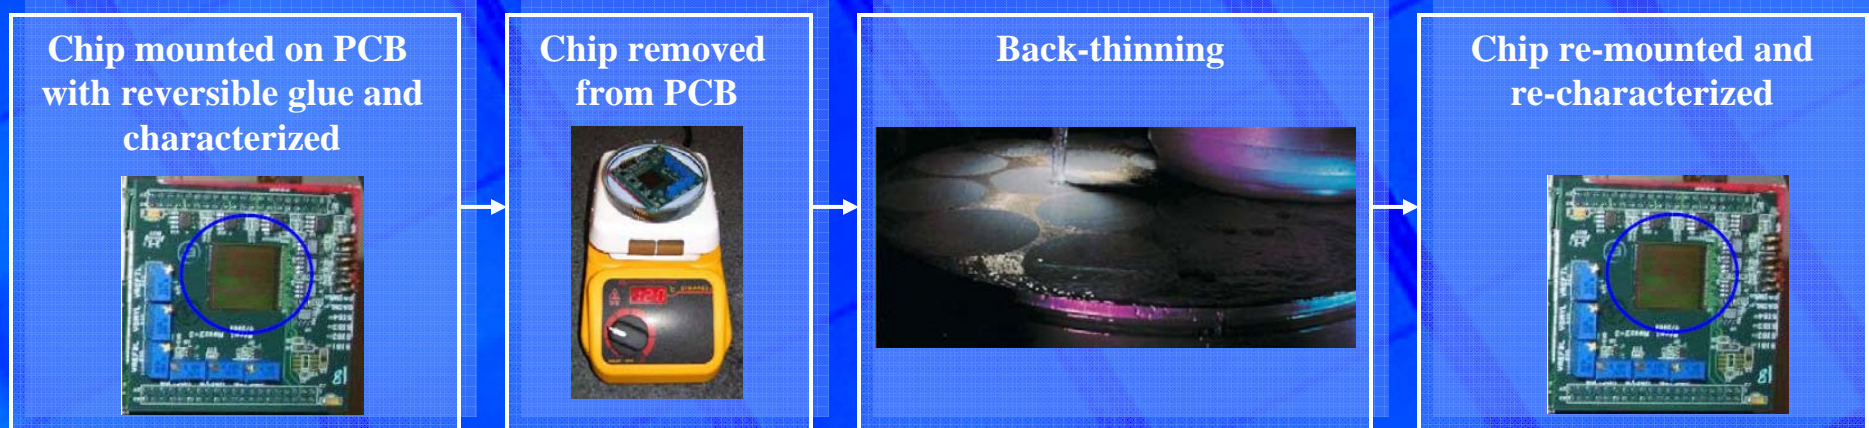 Chip mounted on PCB
with reversible glue and
characterized
Chip removed
from PCB
120
Back-thinning
Chip re-mounted and
re-characterized